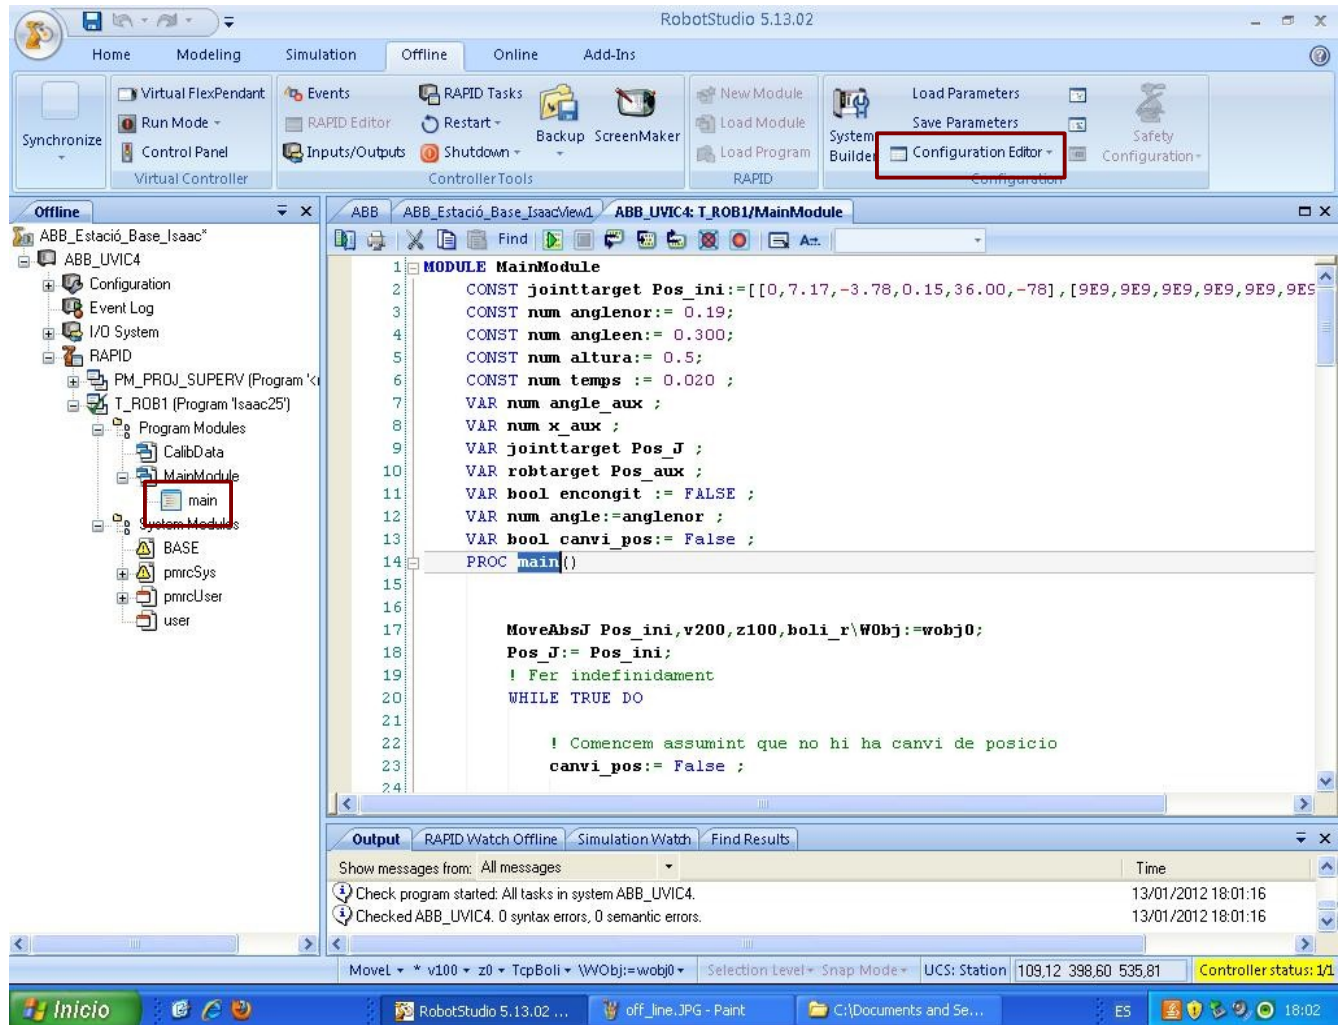 RobotStudio 5.13.02
Home Modeling Simulation Offline Online Add-Ins
Synchronize
Virtual FlexPendant
Run Mode
Control Panel
Virtual Controller
Events
RAPID Editor
Inputs/Outputs
RAPID Tasks
Restart
Shutdown
Backup
ScreenMaker
Controller Tools
New Module
Load Module
Load Program
RAPID
System Builder
Load Parameters
Save Parameters
Configuration Editor
Safety Configuration
Configuration
Offline
ABB_Estació_Base_Isaac*
ABB_UVIC4
Configuration
Event Log
I/O System
RAPID
PM_PROJ_SUPERV (Program '<
T_ROB1 (Program 'Isaac25')
Program Modules
CalibData
MainModule
main
System Modules
BASE
pmrcSys
pmrcUser
user
ABB ABB_Estació_Base_Isaac:View1 ABB_UVIC4: T_ROB1/MainModule
Find
1 MODULE MainModule
2 CONST jointtarget Pos_ini:=[[0,7.17,-3.78,0.15,36.00,-78],[9E9,9E9,9E9,9E9,9E9,9E9
3 CONST num anglenor:= 0.19;
4 CONST num angleen:= 0.300;
5 CONST num altura:= 0.5;
6 CONST num temps := 0.020 ;
7 VAR num angle_aux ;
8 VAR num x_aux ;
9 VAR jointtarget Pos_J ;
10 VAR robtarget Pos_aux ;
11 VAR bool encongit := FALSE ;
12 VAR num angle:=anglenor ;
13 VAR bool canvi_pos:= False ;
14 PROC main()
15
16
17 MoveAbsJ Pos_ini,v200,z100,boli_r\WObj:=wobj0;
18 Pos_J:= Pos_ini;
19 ! Fer indefinidament
20 WHILE TRUE DO
21
22 ! Comencem assumint que no hi ha canvi de posicio
23 canvi_pos:= False ;
24
Output RAPID Watch Offline Simulation Watch Find Results
Show messages from: All messages Time
Check program started: All tasks in system ABB_UVIC4. 13/01/2012 18:01:16
Checked ABB_UVIC4. 0 syntax errors, 0 semantic errors. 13/01/2012 18:01:16
MoveL * v100 z0 TcpBoli \WObj:=wobj0 Selection Level Snap Mode UCS: Station 109,12 398,60 535,81 Controller status: 1/1
Inicio RobotStudio 5.13.02 ... off_line.JPG - Paint C:\Documents and Se... ES 18:02